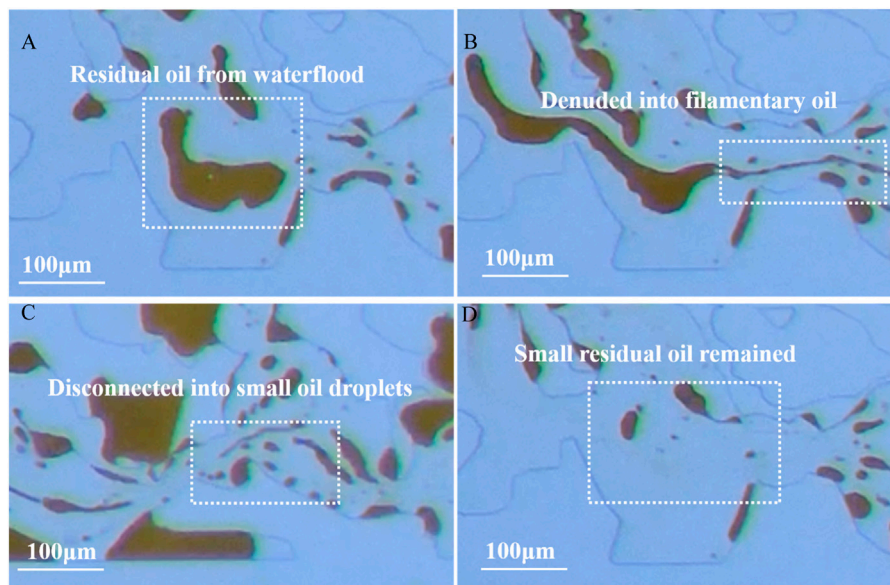 A
Residual oil from waterflood
100μm
B
Denuded into filamentary oil
100μm
C
Disconnected into small oil droplets
100μm
D
Small residual oil remained
100μm